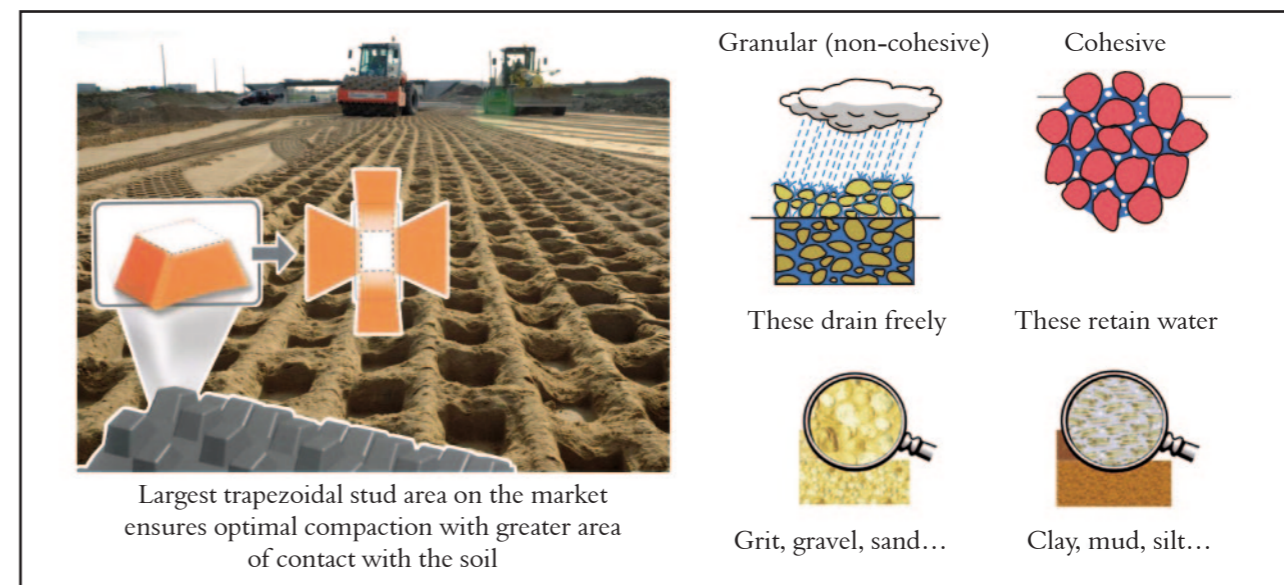 Largest trapezoidal stud area on the market
ensures optimal compaction with greater area
of contact with the soil
Granular (non-cohesive)
Cohesive
These drain freely
These retain water
Grit, gravel, sand…
Clay, mud, silt…